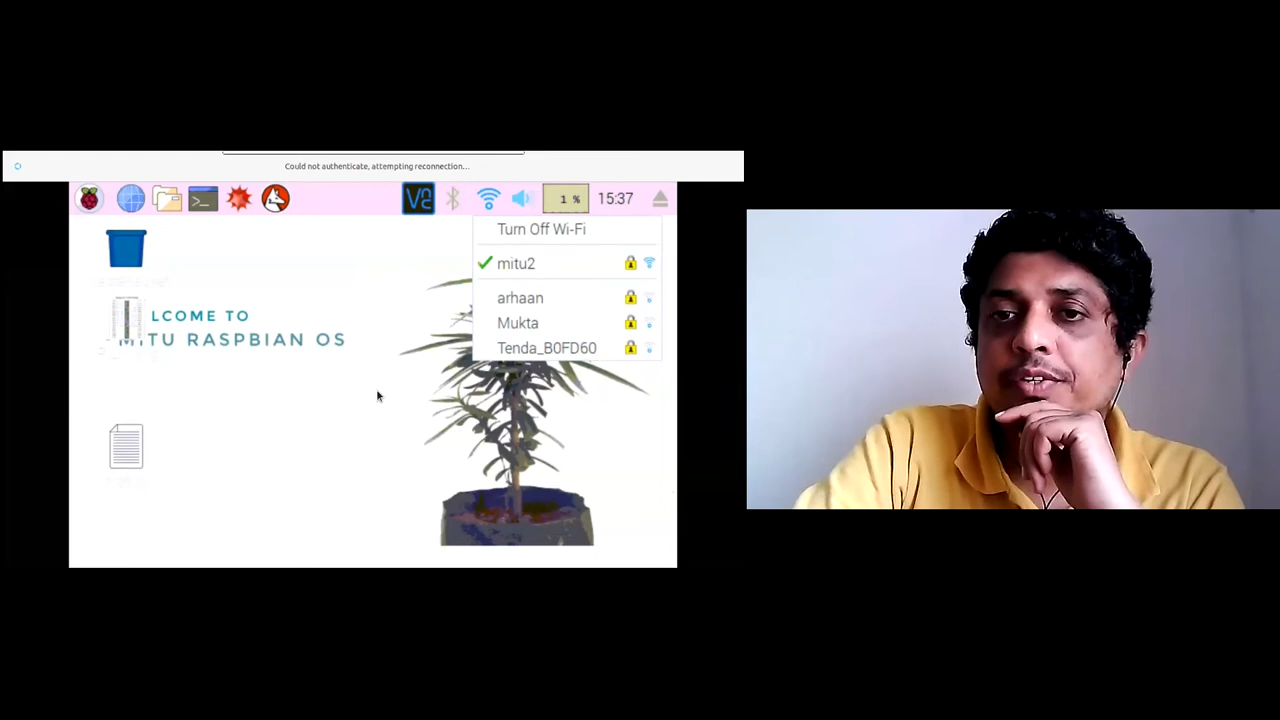 Could not authenticate, attempting reconnection...
1 %
15:37
Turn Off Wi-Fi
mitu2
arhaan
Mukta
Tenda_B0FD60
LCOME TO
MITU RASPBIAN OS